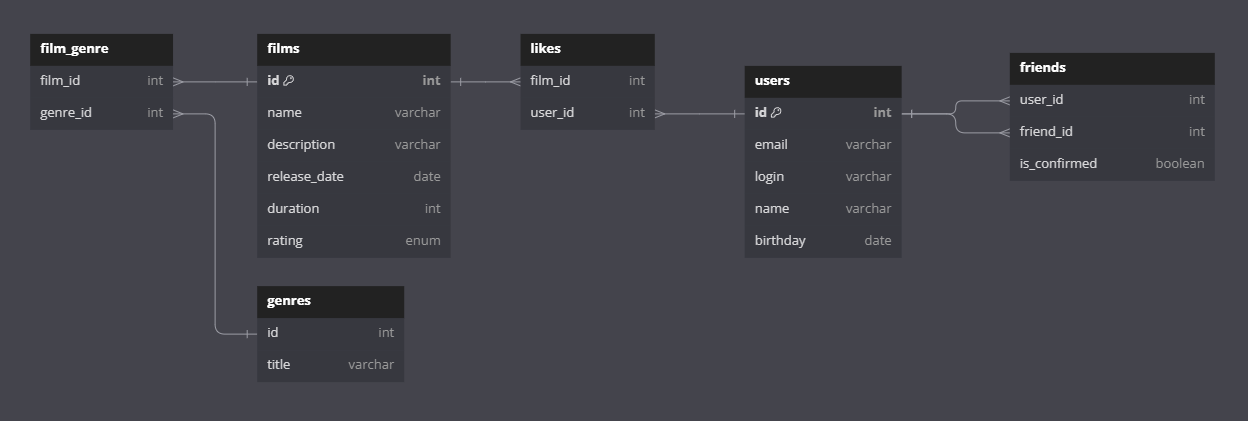 film_genre
film_id int
genre_id int
films
id int
name varchar
description varchar
release_date date
duration int
rating enum
genres
id int
title varchar
likes
film_id int
user_id int
users
id int
email varchar
login varchar
name varchar
birthday date
friends
user_id int
friend_id int
is_confirmed boolean